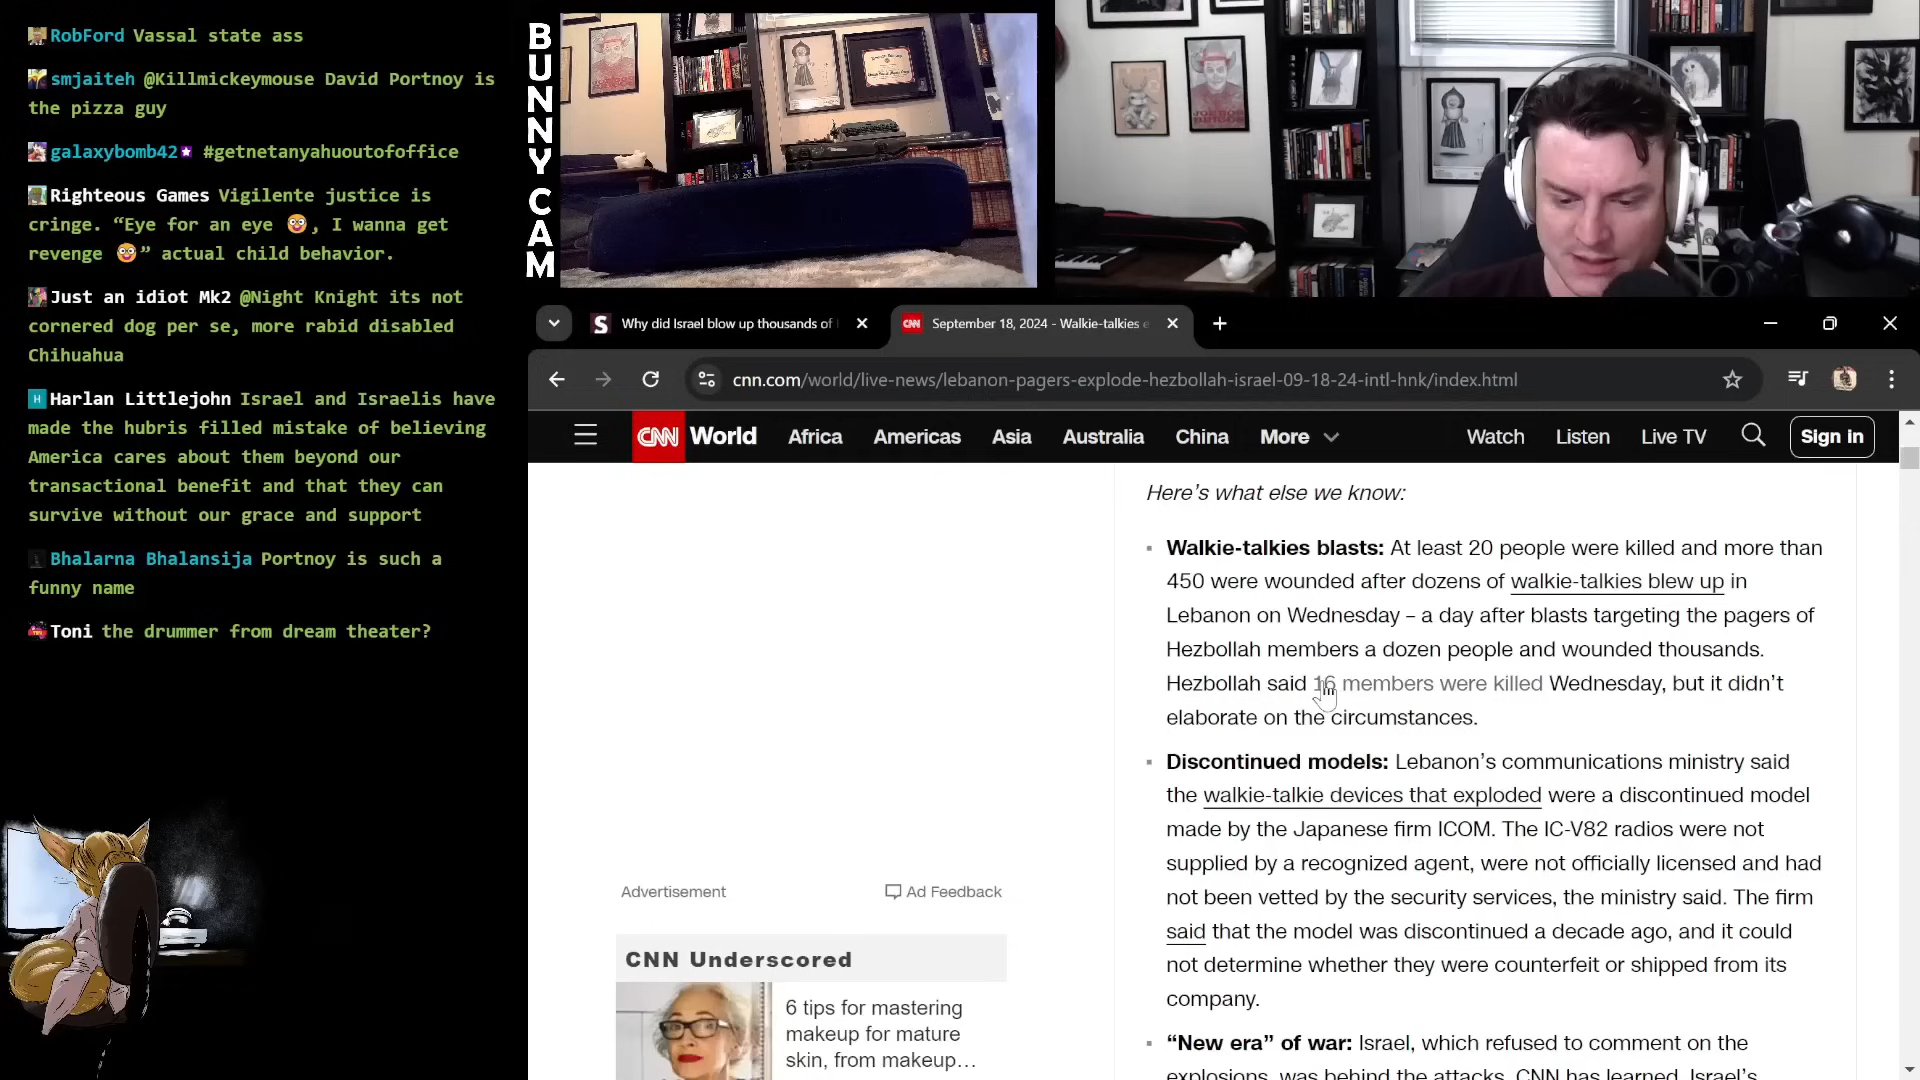 RobFord Vassal state ass
smjaiteh @Killmickeymouse David Portnoy is
the pizza guy
galaxybomb42 #getnetanyahuoutofoffice
Righteous Games Vigilente justice is
cringe. “Eye for an eye 🤡, I wanna get
revenge 🤡” actual child behavior.
Just an idiot Mk2 @Night Knight its not
cornered dog per se, more rabid disabled
Chihuahua
H Harlan Littlejohn Israel and Israelis have
made the hubris filled mistake of believing
America cares about them beyond our
transactional benefit and that they can
survive without our grace and support
Bhalarna Bhalansija Portnoy is such a
funny name
Toni the drummer from dream theater?
BUNNY CAM
S Why did Israel blow up thousands of
CNN September 18, 2024 - Walkie-talkies e
cnn.com/world/live-news/lebanon-pagers-explode-hezbollah-israel-09-18-24-intl-hnk/index.html
CNN World Africa Americas Asia Australia China More Watch Listen Live TV Sign in
Here’s what else we know:
Walkie-talkies blasts: At least 20 people were killed and more than
450 were wounded after dozens of walkie-talkies blew up in
Lebanon on Wednesday – a day after blasts targeting the pagers of
Hezbollah members a dozen people and wounded thousands.
Hezbollah said 16 members were killed Wednesday, but it didn’t
elaborate on the circumstances.
Discontinued models: Lebanon’s communications ministry said
the walkie-talkie devices that exploded were a discontinued model
made by the Japanese firm ICOM. The IC-V82 radios were not
supplied by a recognized agent, were not officially licensed and had
not been vetted by the security services, the ministry said. The firm
said that the model was discontinued a decade ago, and it could
not determine whether they were counterfeit or shipped from its
company.
“New era” of war: Israel, which refused to comment on the
explosions, was behind the attacks, CNN has learned. Israel’s
Advertisement
Ad Feedback
CNN Underscored
6 tips for mastering
makeup for mature
skin, from makeup…